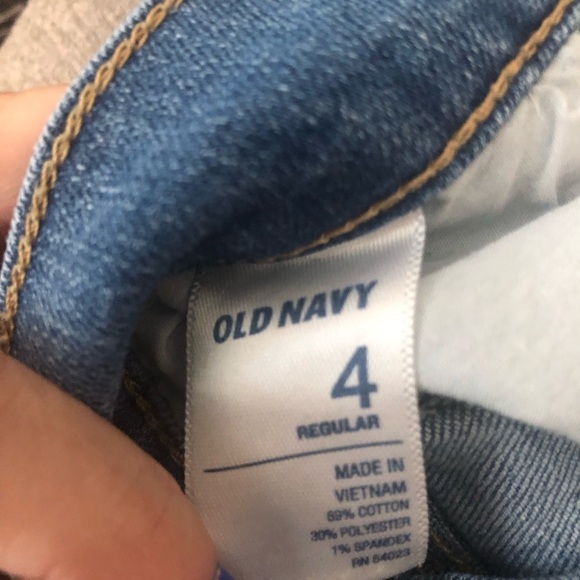 OLD NAVY
4
REGULAR
MADE IN
VIETNAM
69% COTTON
30% POLYESTER
1% SPANDEX
RN 54023